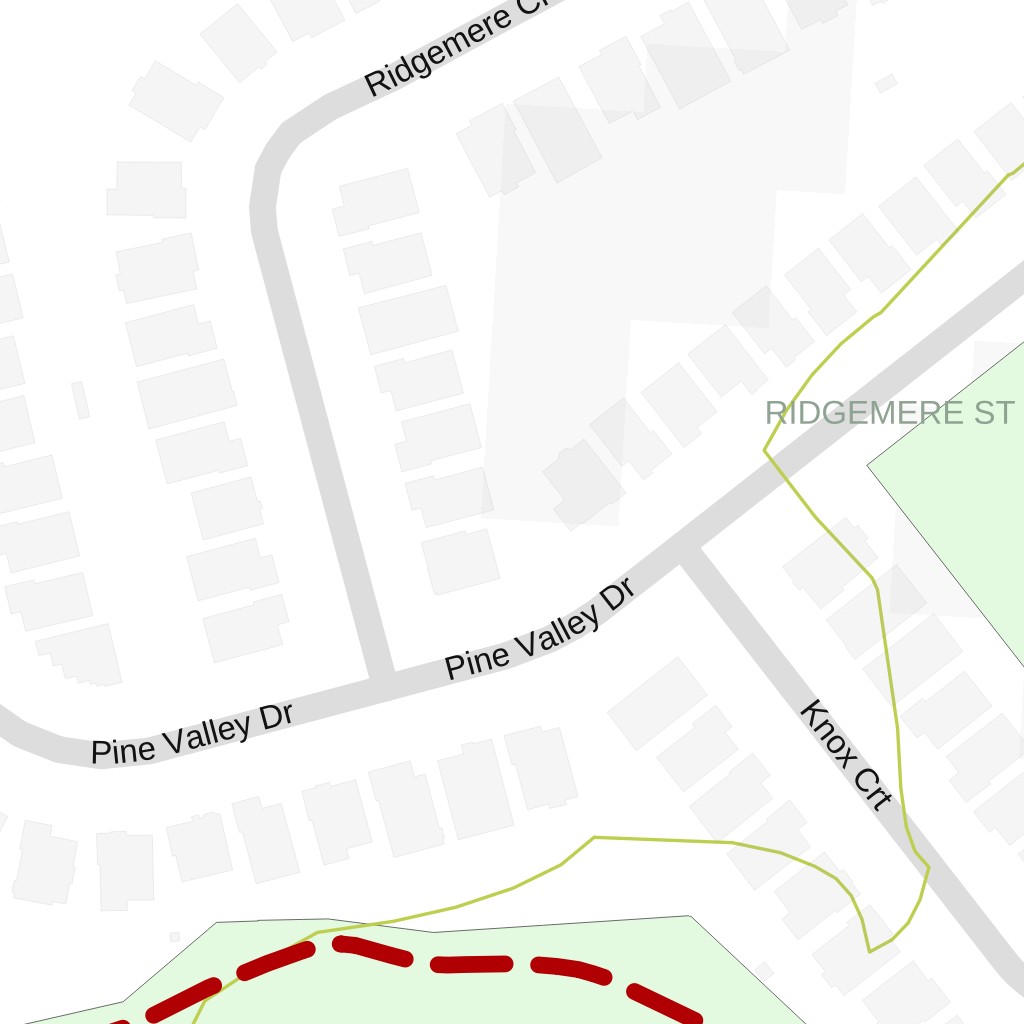 Ridgemere Cr
RIDGEMERE ST
Pine Valley Dr
Pine Valley Dr
Knox Crt